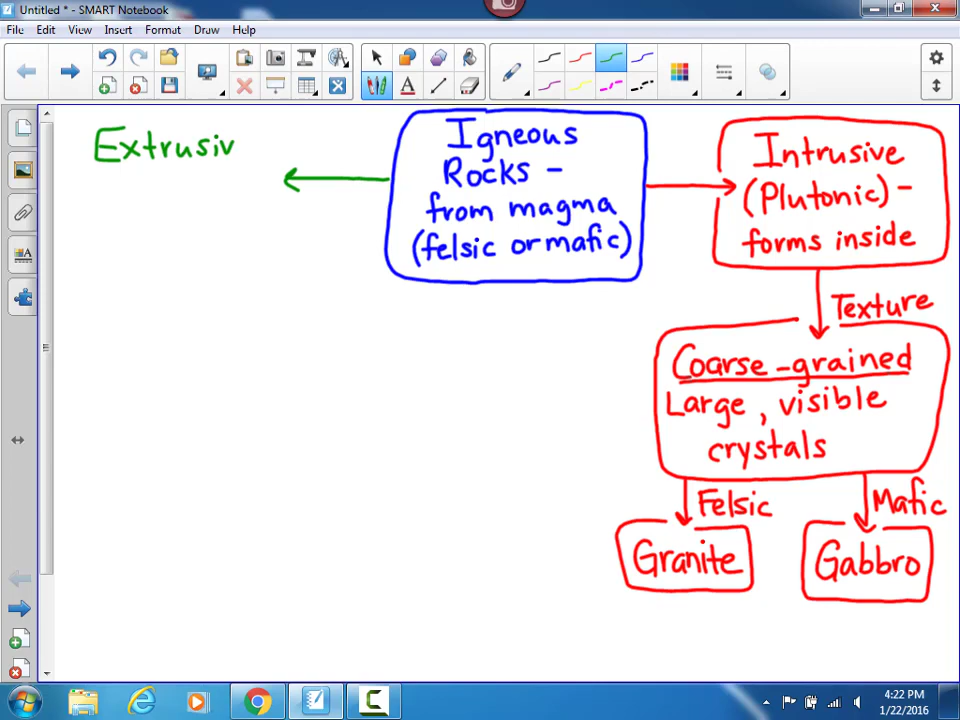 Untitled * - SMART Notebook
File Edit View Insert Format Draw Help
Extrusiv
Igneous
Rocks -
from magma
(felsic or mafic)
Intrusive
(Plutonic) -
forms inside
Texture
Coarse-grained
Large, visible
crystals
Felsic
Mafic
Granite
Gabbro
4:22 PM
1/22/2016